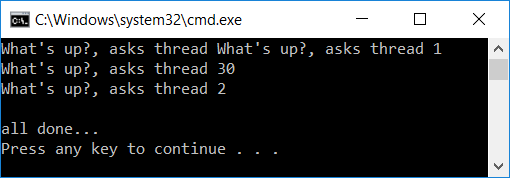 C:\Windows\system32\cmd.exe
What's up?, asks thread What's up?, asks thread 1
What's up?, asks thread 30
What's up?, asks thread 2
all done...
Press any key to continue . . .